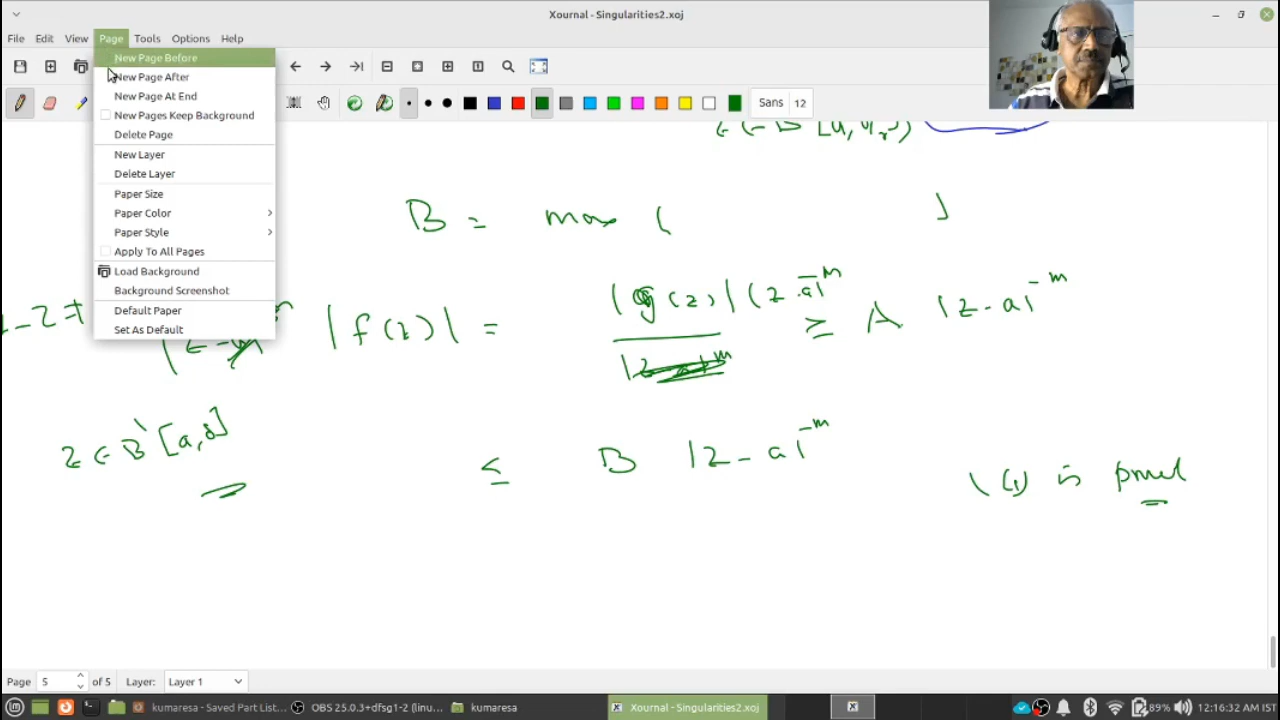 Xournal - Singularities2.xoj
File Edit View Page Tools Options Help
New Page Before
New Page After
New Page At End
New Pages Keep Background
Delete Page
New Layer
Delete Layer
Paper Size
Paper Color
Paper Style
Apply To All Pages
Load Background
Background Screenshot
Default Paper
Set As Default
Sans 12
B = max (
|f(z)| = |g(z)| (z-a)^-m ≥ A |z-a|^-m
z ∈ B'[a,δ]
≤ B |z-a|^-m
(1) is proved
Page 5 of 5 Layer: Layer 1
kumaresa - Saved Part List... OBS 25.0.3+dfsg1-2 (linu... kumaresa Xournal - Singularities2.xoj 89% 12:16:32 AM IST